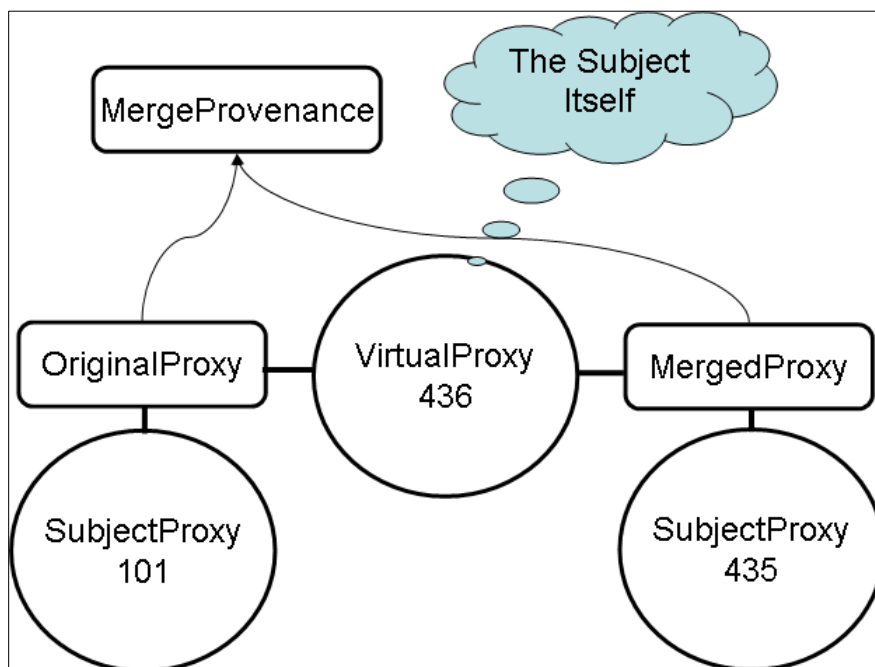 The Subject
Itself
MergeProvenance
OriginalProxy
VirtualProxy
436
MergedProxy
SubjectProxy
101
SubjectProxy
435